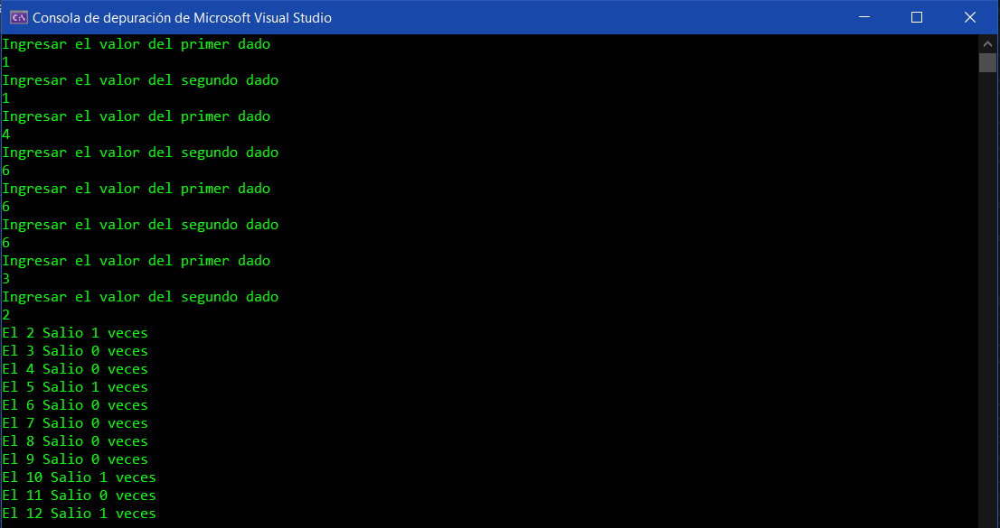 Consola de depuración de Microsoft Visual Studio
Ingresar el valor del primer dado
1
Ingresar el valor del segundo dado
1
Ingresar el valor del primer dado
4
Ingresar el valor del segundo dado
6
Ingresar el valor del primer dado
6
Ingresar el valor del segundo dado
6
Ingresar el valor del primer dado
3
Ingresar el valor del segundo dado
2
El 2 Salio 1 veces
El 3 Salio 0 veces
El 4 Salio 0 veces
El 5 Salio 1 veces
El 6 Salio 0 veces
El 7 Salio 0 veces
El 8 Salio 0 veces
El 9 Salio 0 veces
El 10 Salio 1 veces
El 11 Salio 0 veces
El 12 Salio 1 veces